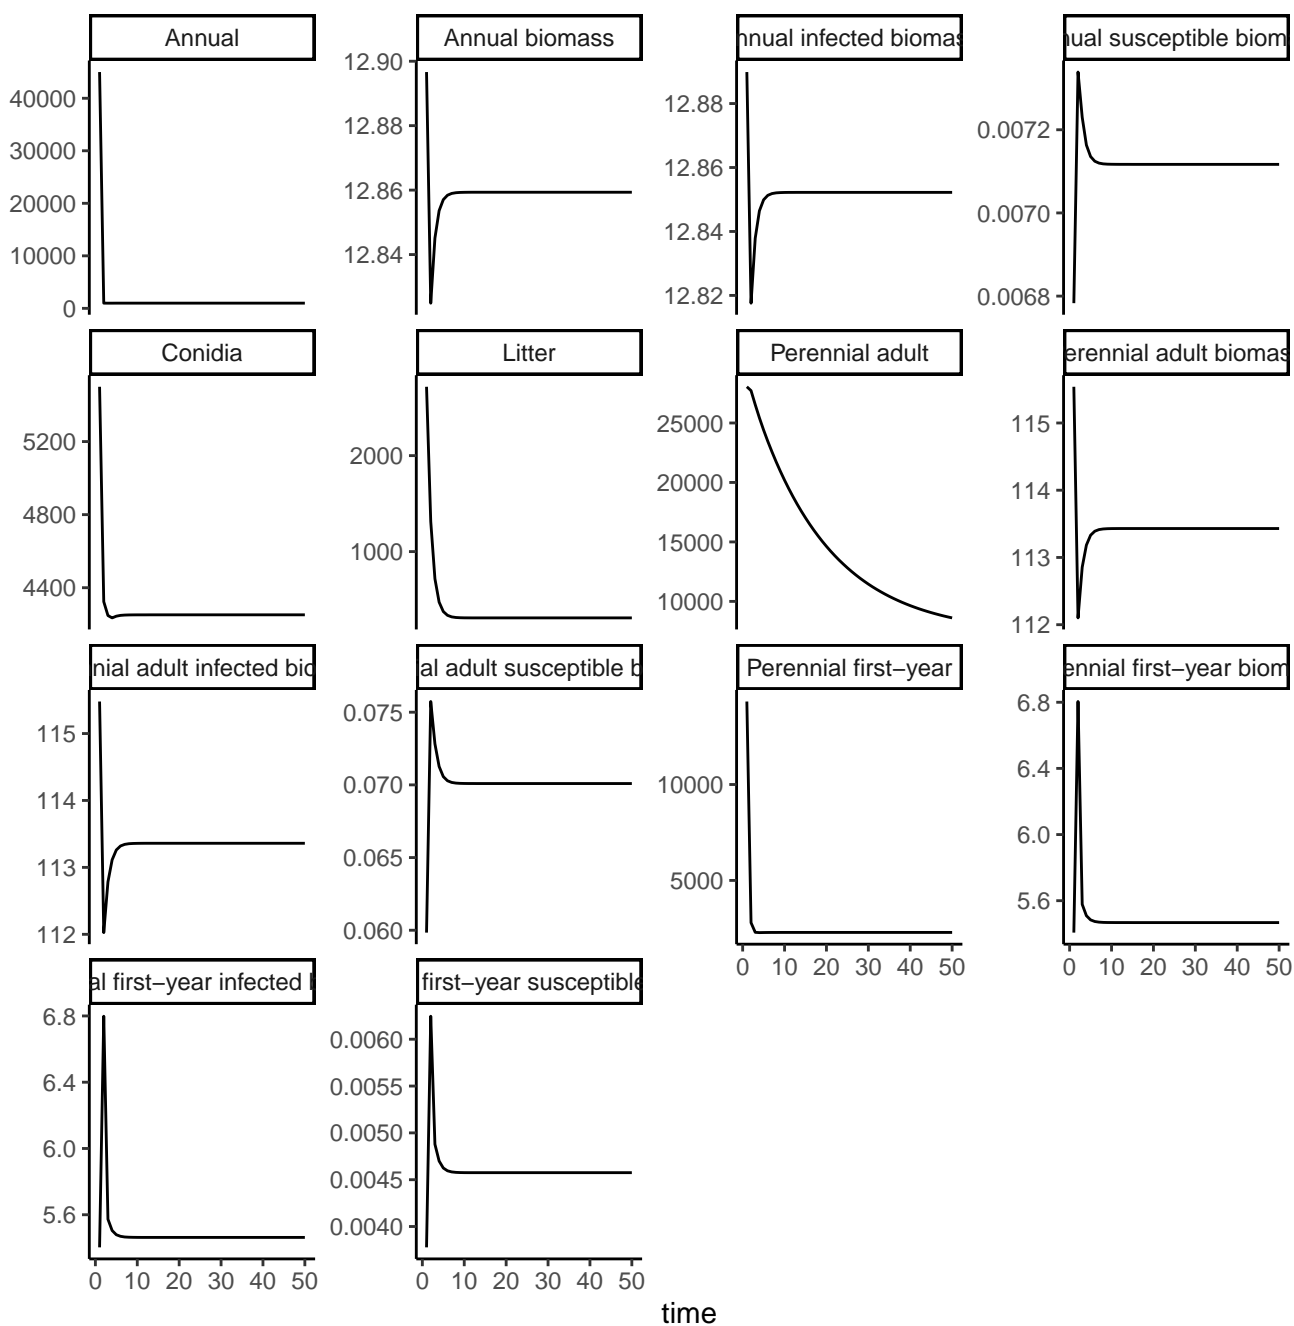 Annual
Annual biomass
nnual infected biomas
nual susceptible biom
40000
30000
20000
10000
0
12.90
12.88
12.86
12.84
12.88
12.86
12.84
12.82
0.0072
0.0070
0.0068
Conidia
Litter
Perennial adult
erennial adult biomas
5200
4800
4400
2000
1000
25000
20000
15000
10000
115
114
113
112
nial adult infected bio
al adult susceptible b
Perennial first−year
ennial first−year biom
115
114
113
112
0.075
0.070
0.065
0.060
10000
5000
6.8
6.4
6.0
5.6
0 10 20 30 40 50
0 10 20 30 40 50
al first−year infected b
first−year susceptible
6.8
6.4
6.0
5.6
0.0060
0.0055
0.0050
0.0045
0.0040
0 10 20 30 40 50
0 10 20 30 40 50
time